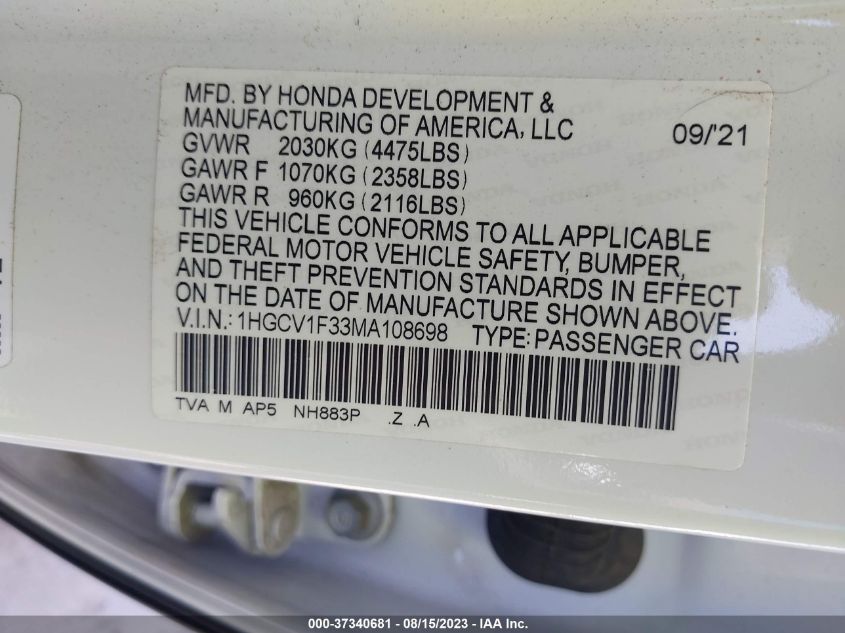 MFD. BY HONDA DEVELOPMENT &
MANUFACTURING OF AMERICA, LLC 09/'21
GVWR 2030KG (4475LBS)
GAWR F 1070KG (2358LBS)
GAWR R 960KG (2116LBS)
THIS VEHICLE CONFORMS TO ALL APPLICABLE
FEDERAL MOTOR VEHICLE SAFETY, BUMPER,
AND THEFT PREVENTION STANDARDS IN EFFECT
ON THE DATE OF MANUFACTURE SHOWN ABOVE.
V.I.N.: 1HGCV1F33MA108698 TYPE: PASSENGER CAR
TVA M AP5 NH883P .Z .A
000-37340681 - 08/15/2023 - IAA Inc.